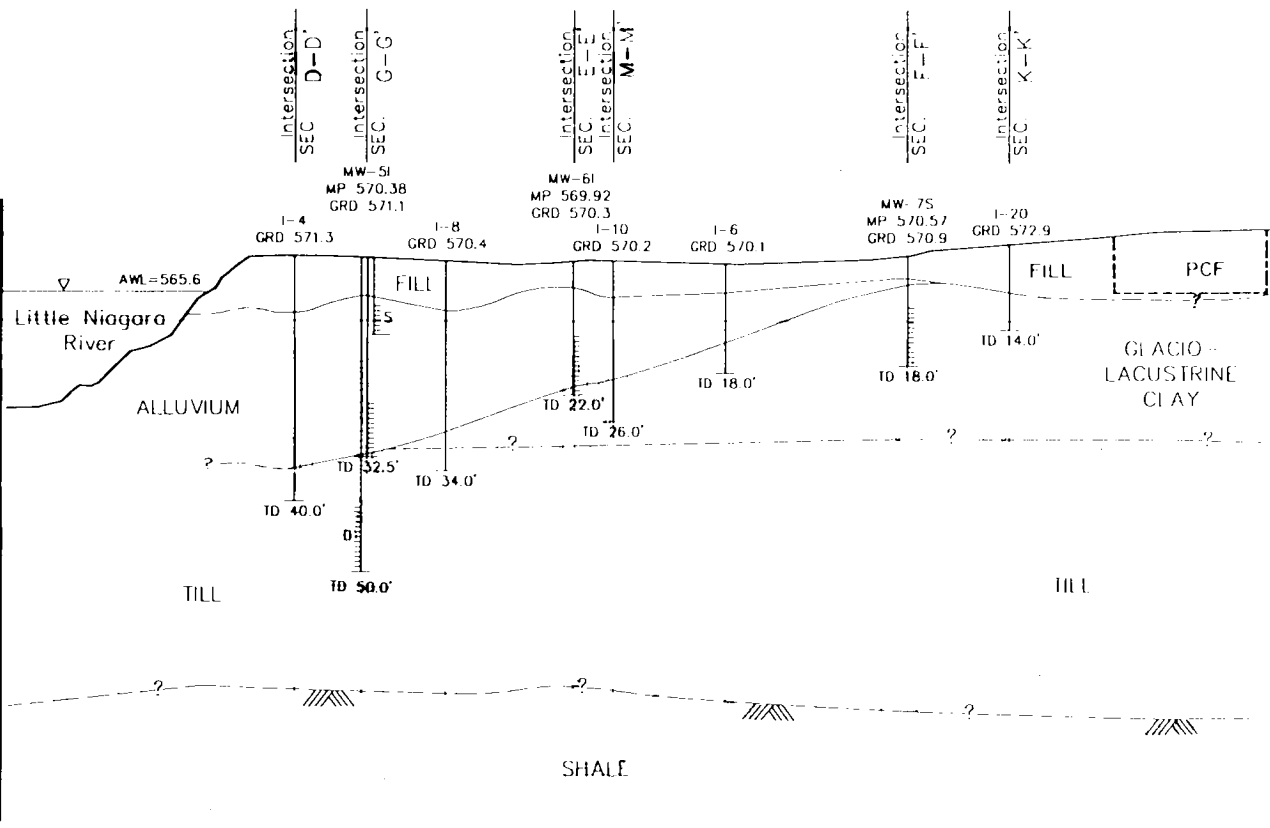 Intersection
SEC D-D'
Intersection
SEC. G-G'
Intersection
SEC. E-E'
Intersection
SEC. M-M'
Intersection
SEC. F-F'
Intersection
SEC. K-K'
MW-5I
MP 570.38
GRD 571.1
MW-6I
MP 569.92
GRD 570.3
MW-7S
MP 570.57
GRD 570.9
I-4
GRD 571.3
I-8
GRD 570.4
I-10
GRD 570.2
I-6
GRD 570.1
I-20
GRD 572.9
AWL=565.6
FILL
FILL
PCF
Little Niagara
River
S
?
TD 14.0'
GLACIO-
LACUSTRINE
CLAY
TD 18.0'
TD 18.0'
ALLUVIUM
TD 22.0'
TD 26.0'
?
?
?
?
TD 32.5'
TD 34.0'
TD 40.0'
D
TD 50.0'
TILL
TILL
?
?
?
SHALE